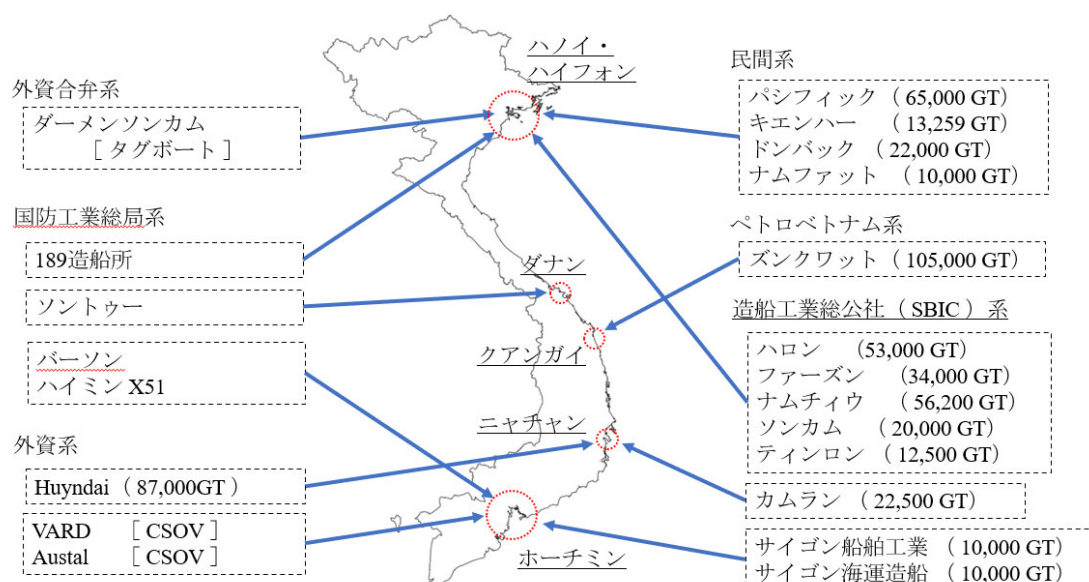 ハノイ・
ハイフォン
外資合弁系
ダーメンソンカム
[ タグボート ]
国防工業総局系
189造船所
ソントゥー
バーソン
ハイミン X51
外資系
Huyndai （ 87,000GT ）
VARD [ CSOV ]
Austal [ CSOV ]
ダナン
クアンガイ
ニャチャン
ホーチミン
民間系
パシフィック （ 65,000 GT）
キエンハー （ 13,259 GT）
ドンバック （ 22,000 GT）
ナムファット （ 10,000 GT）
ペトロベトナム系
ズンクワット （ 105,000 GT）
造船工業総公社（ SBIC ）系
ハロン (53,000 GT)
ファーズン (34,000 GT)
ナムチィウ (56,200 GT)
ソンカム (20,000 GT)
ティンロン (12,500 GT)
カムラン （ 22,500 GT）
サイゴン船舶工業 （ 10,000 GT）
サイゴン海運造船 （ 10,000 GT）